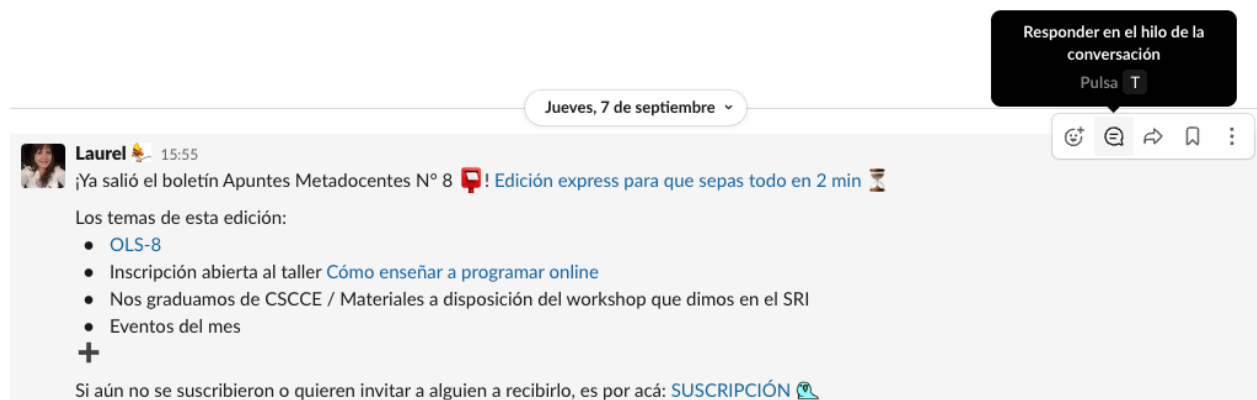 Responder en el hilo de la
conversación
Pulsa T
Jueves, 7 de septiembre
Laurel 15:55
¡Ya salió el boletín Apuntes Metadocentes N° 8 ! Edición express para que sepas todo en 2 min
Los temas de esta edición:
● OLS-8
● Inscripción abierta al taller Cómo enseñar a programar online
● Nos graduamos de CSCCE / Materiales a disposición del workshop que dimos en el SRI
● Eventos del mes
➕
Si aún no se suscribieron o quieren invitar a alguien a recibirlo, es por acá: SUSCRIPCIÓN